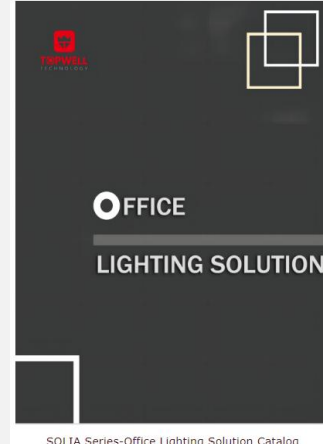 TOPWELL
TECHNOLOGY
OFFICE
LIGHTING SOLUTION
SOLIA Series-Office Lighting Solution Catalog